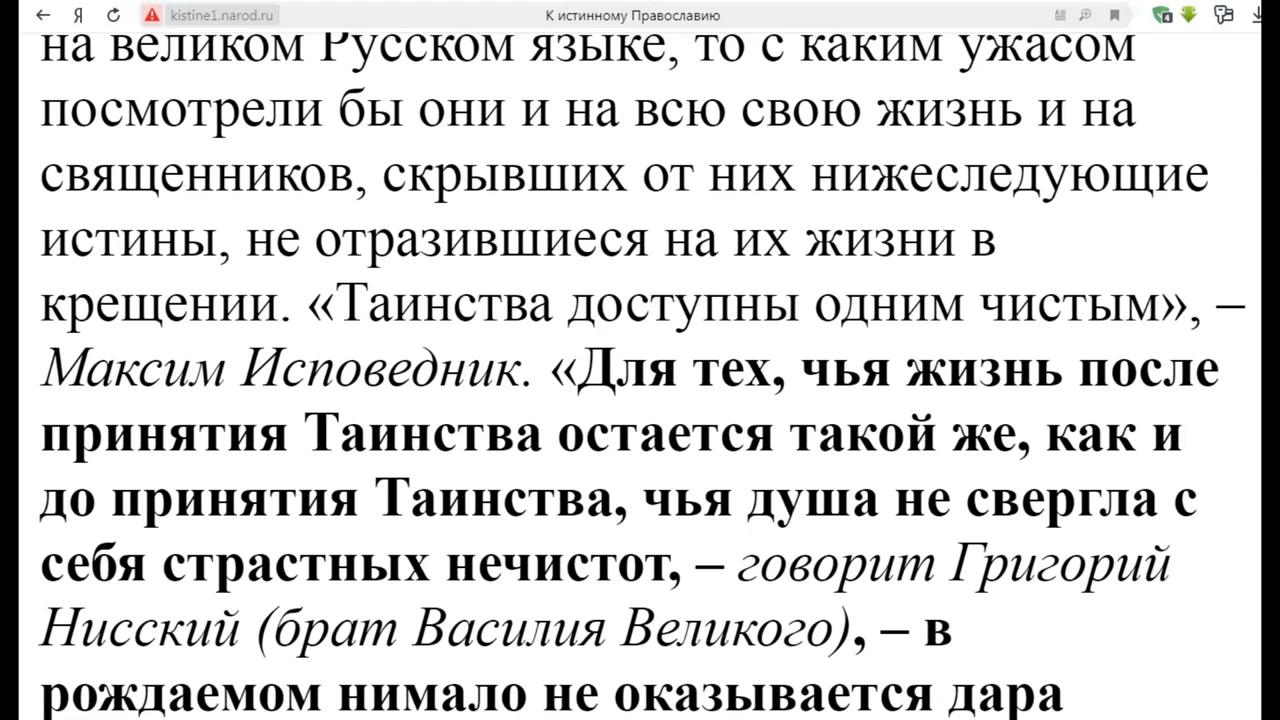 kistine1.narod.ru
К истинному Православию
4
на великом Русском языке, то с каким ужасом
посмотрели бы они и на всю свою жизнь и на
священников, скрывших от них нижеследующие
истины, не отразившиеся на их жизни в
крещении. «Таинства доступны одним чистым», –
Максим Исповедник. «Для тех, чья жизнь после
принятия Таинства остается такой же, как и
до принятия Таинства, чья душа не свергла с
себя страстных нечистот, – говорит Григорий
Нисский (брат Василия Великого), – в
рождаемом нимало не оказывается дара